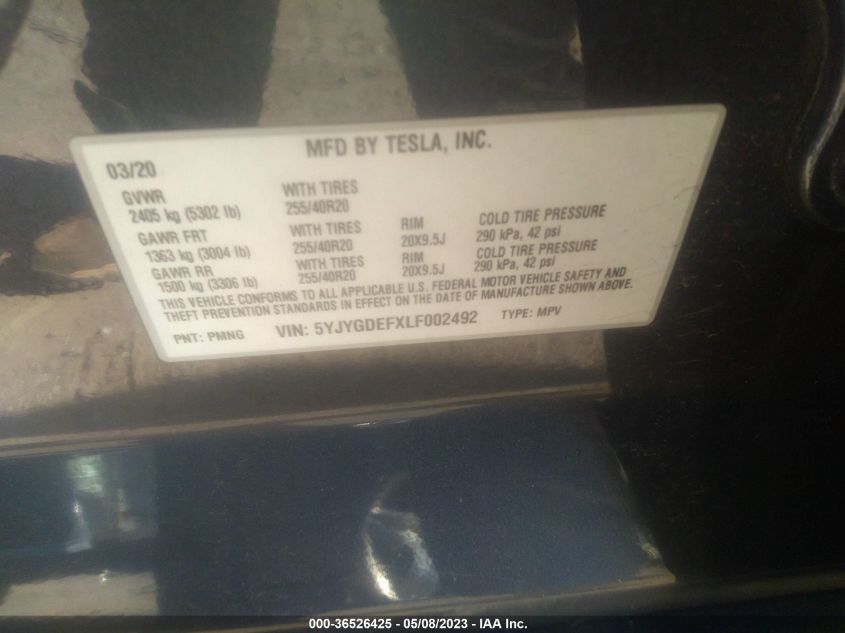 MFD BY TESLA, INC.
03/20
GVWR
2405 kg (5302 lb)
WITH TIRES
255/40R20
GAWR FRT
1363 kg (3004 lb)
WITH TIRES
255/40R20
RIM
20X9.5J
COLD TIRE PRESSURE
290 kPa, 42 psi
GAWR RR
1500 kg (3306 lb)
WITH TIRES
255/40R20
RIM
20X9.5J
COLD TIRE PRESSURE
290 kPa, 42 psi
THIS VEHICLE CONFORMS TO ALL APPLICABLE U.S. FEDERAL MOTOR VEHICLE SAFETY AND
THEFT PREVENTION STANDARDS IN EFFECT ON THE DATE OF MANUFACTURE SHOWN ABOVE.
PNT: PMNG VIN: 5YJYGDEFXLF002492 TYPE: MPV
000-36526425 - 05/08/2023 - IAA Inc.